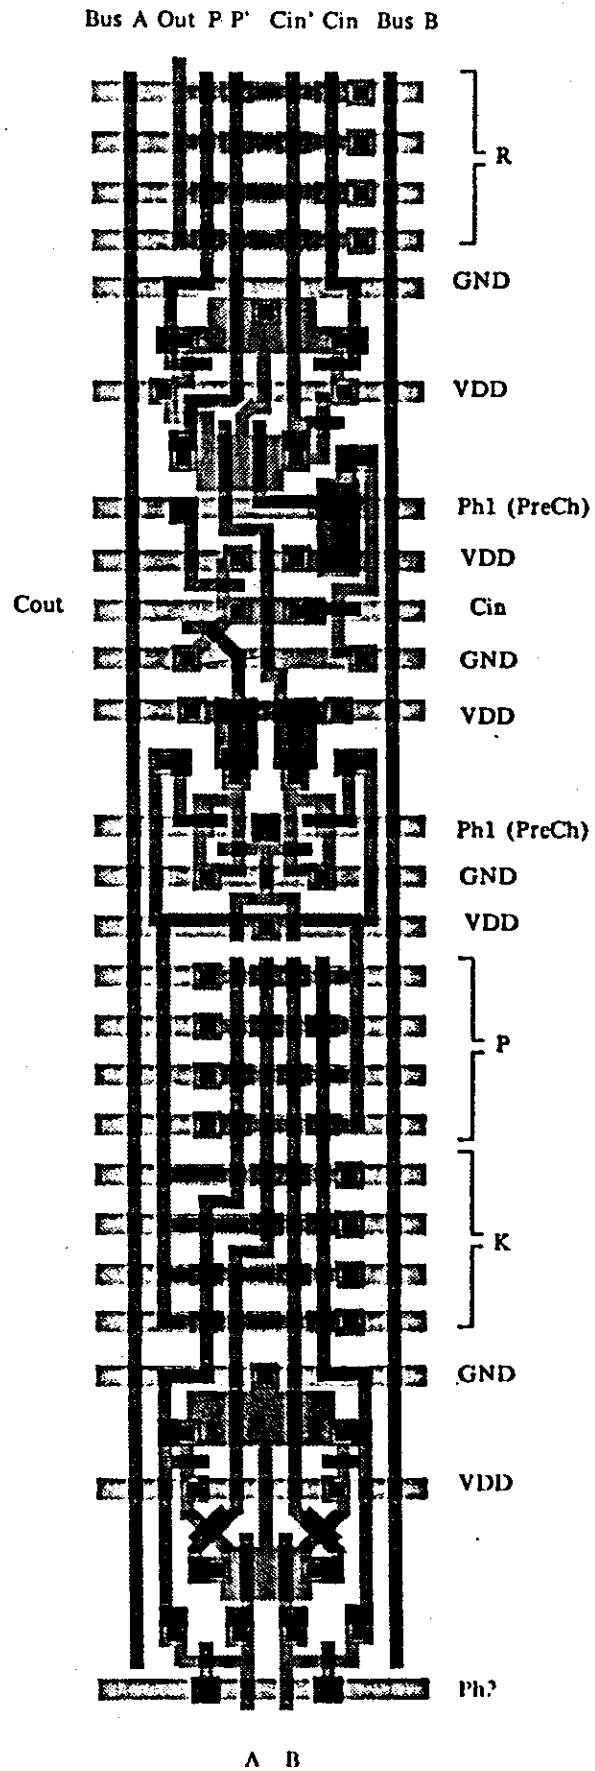 Bus A Out P P' Cin' Cin Bus B
R
GND
VDD
Ph1 (PreCh)
VDD
Cout Cin
GND
VDD
Ph1 (PreCh)
GND
VDD
P
K
GND
VDD
A B